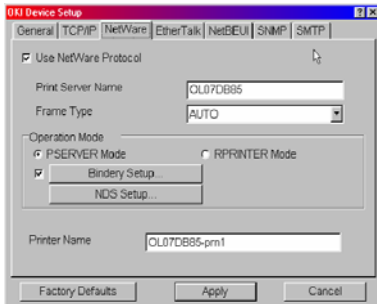 OKI Device Setup
General TCP/IP NetWare EtherTalk NetBEUI SNMP SMTP
Use NetWare Protocol
Print Server Name OL07DB85
Frame Type AUTO
Operation Mode
PSERVER Mode RPRINTER Mode
Bindery Setup...
NDS Setup...
Printer Name OL07DB85-prn1
Factory Defaults Apply Cancel